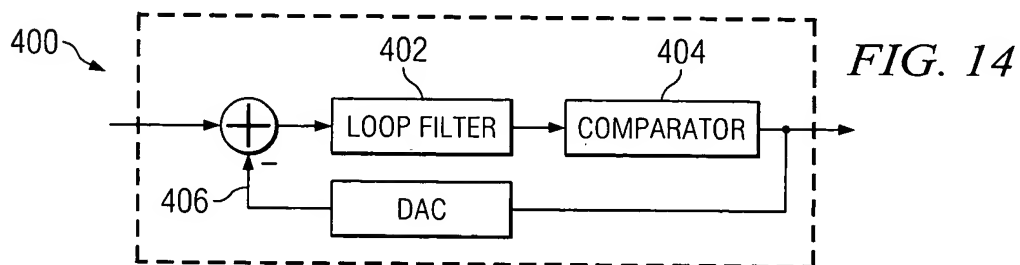 400
402
404
FIG. 14
+
LOOP FILTER
COMPARATOR
−
406
DAC